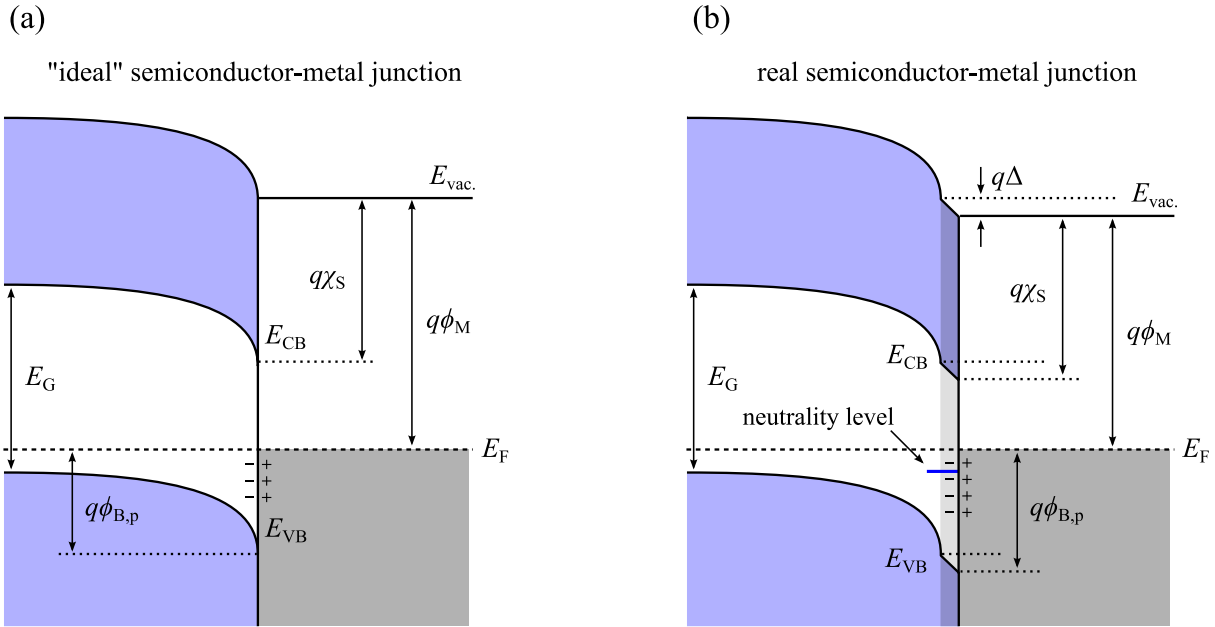 (a)
"ideal" semiconductor-metal junction
E_vac.
qχ_S
qϕ_M
E_CB
E_G
E_F
− +
− +
− +
qϕ_B,p
E_VB
(b)
real semiconductor-metal junction
qΔ
E_vac.
qχ_S
qϕ_M
E_CB
E_G
neutrality level
E_F
− +
− +
− +
− +
qϕ_B,p
E_VB